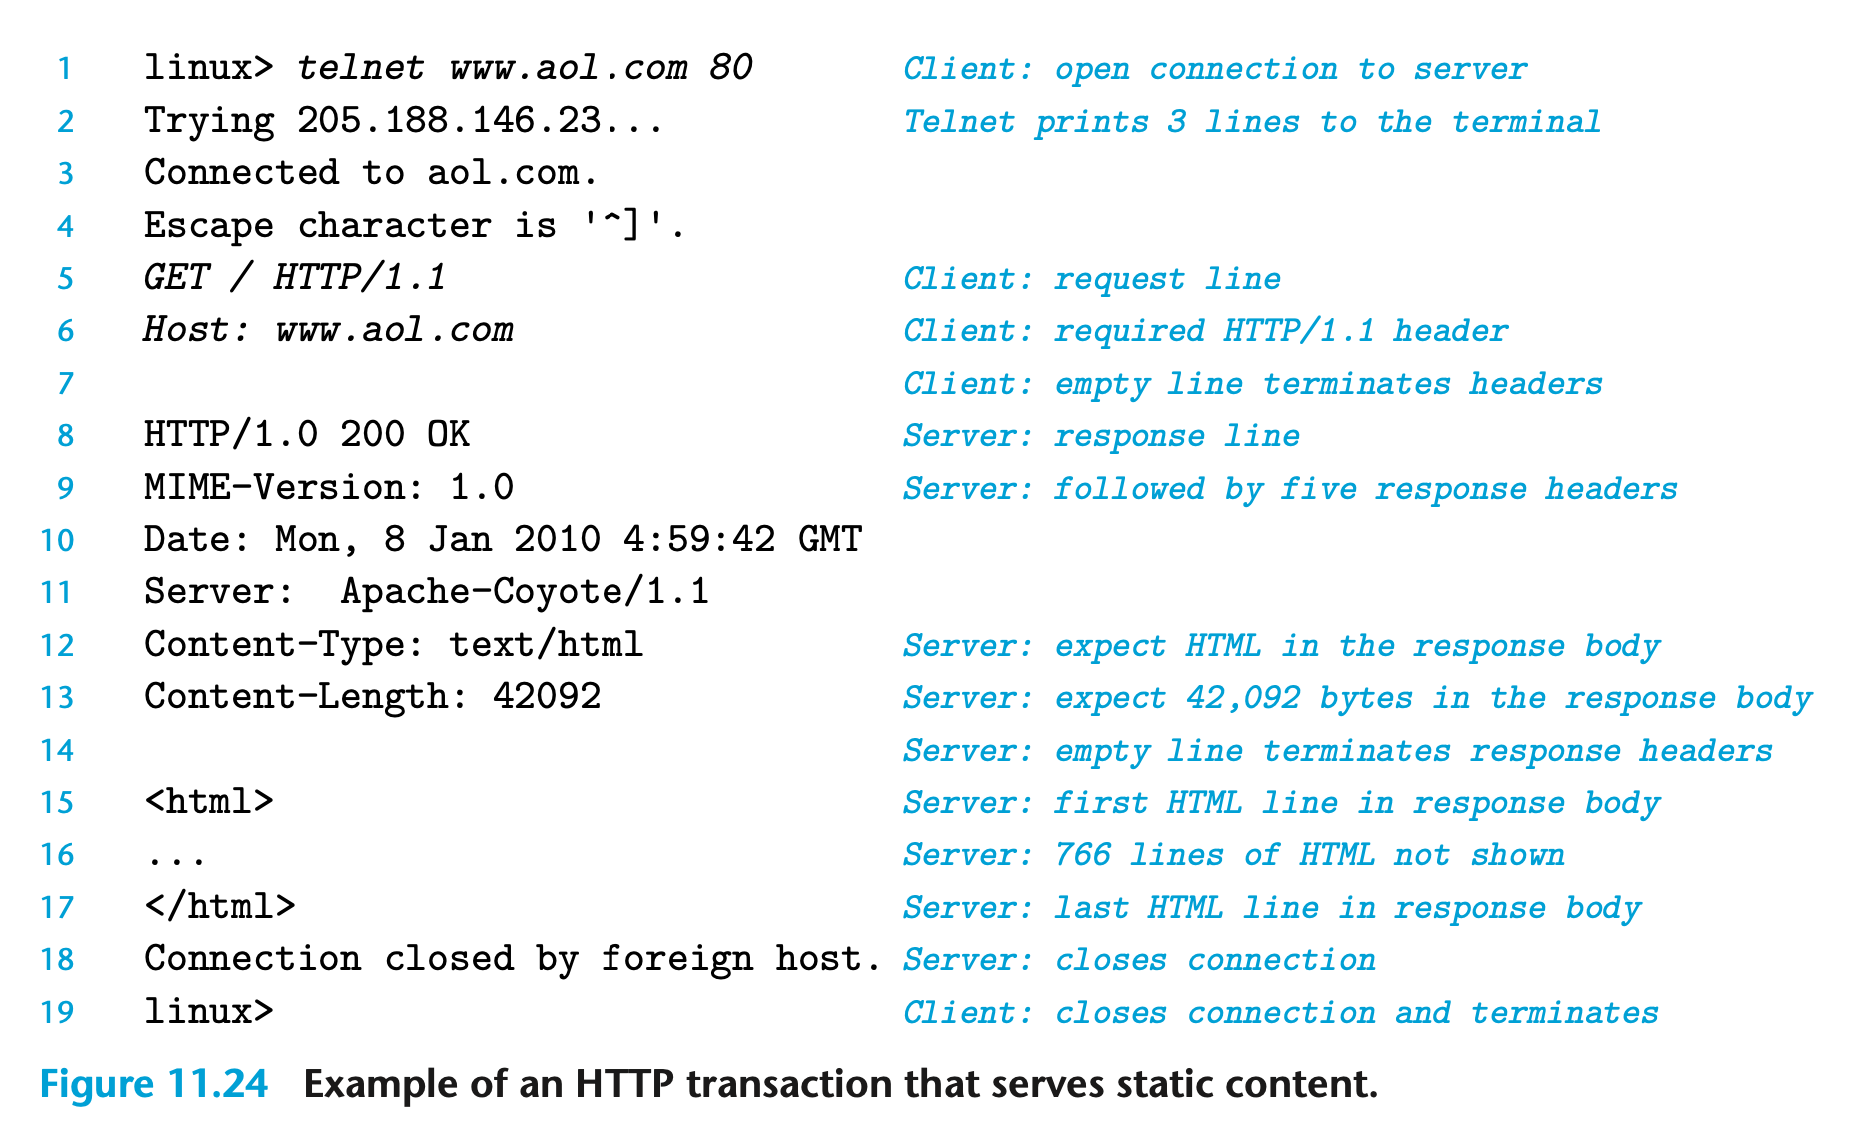 1 linux> telnet www.aol.com 80 Client: open connection to server
2 Trying 205.188.146.23... Telnet prints 3 lines to the terminal
3 Connected to aol.com.
4 Escape character is '^]'.
5 GET / HTTP/1.1 Client: request line
6 Host: www.aol.com Client: required HTTP/1.1 header
7 Client: empty line terminates headers
8 HTTP/1.0 200 OK Server: response line
9 MIME-Version: 1.0 Server: followed by five response headers
10 Date: Mon, 8 Jan 2010 4:59:42 GMT
11 Server:  Apache-Coyote/1.1
12 Content-Type: text/html Server: expect HTML in the response body
13 Content-Length: 42092 Server: expect 42,092 bytes in the response body
14 Server: empty line terminates response headers
15 <html> Server: first HTML line in response body
16 ... Server: 766 lines of HTML not shown
17 </html> Server: last HTML line in response body
18 Connection closed by foreign host. Server: closes connection
19 linux> Client: closes connection and terminates
Figure 11.24 Example of an HTTP transaction that serves static content.